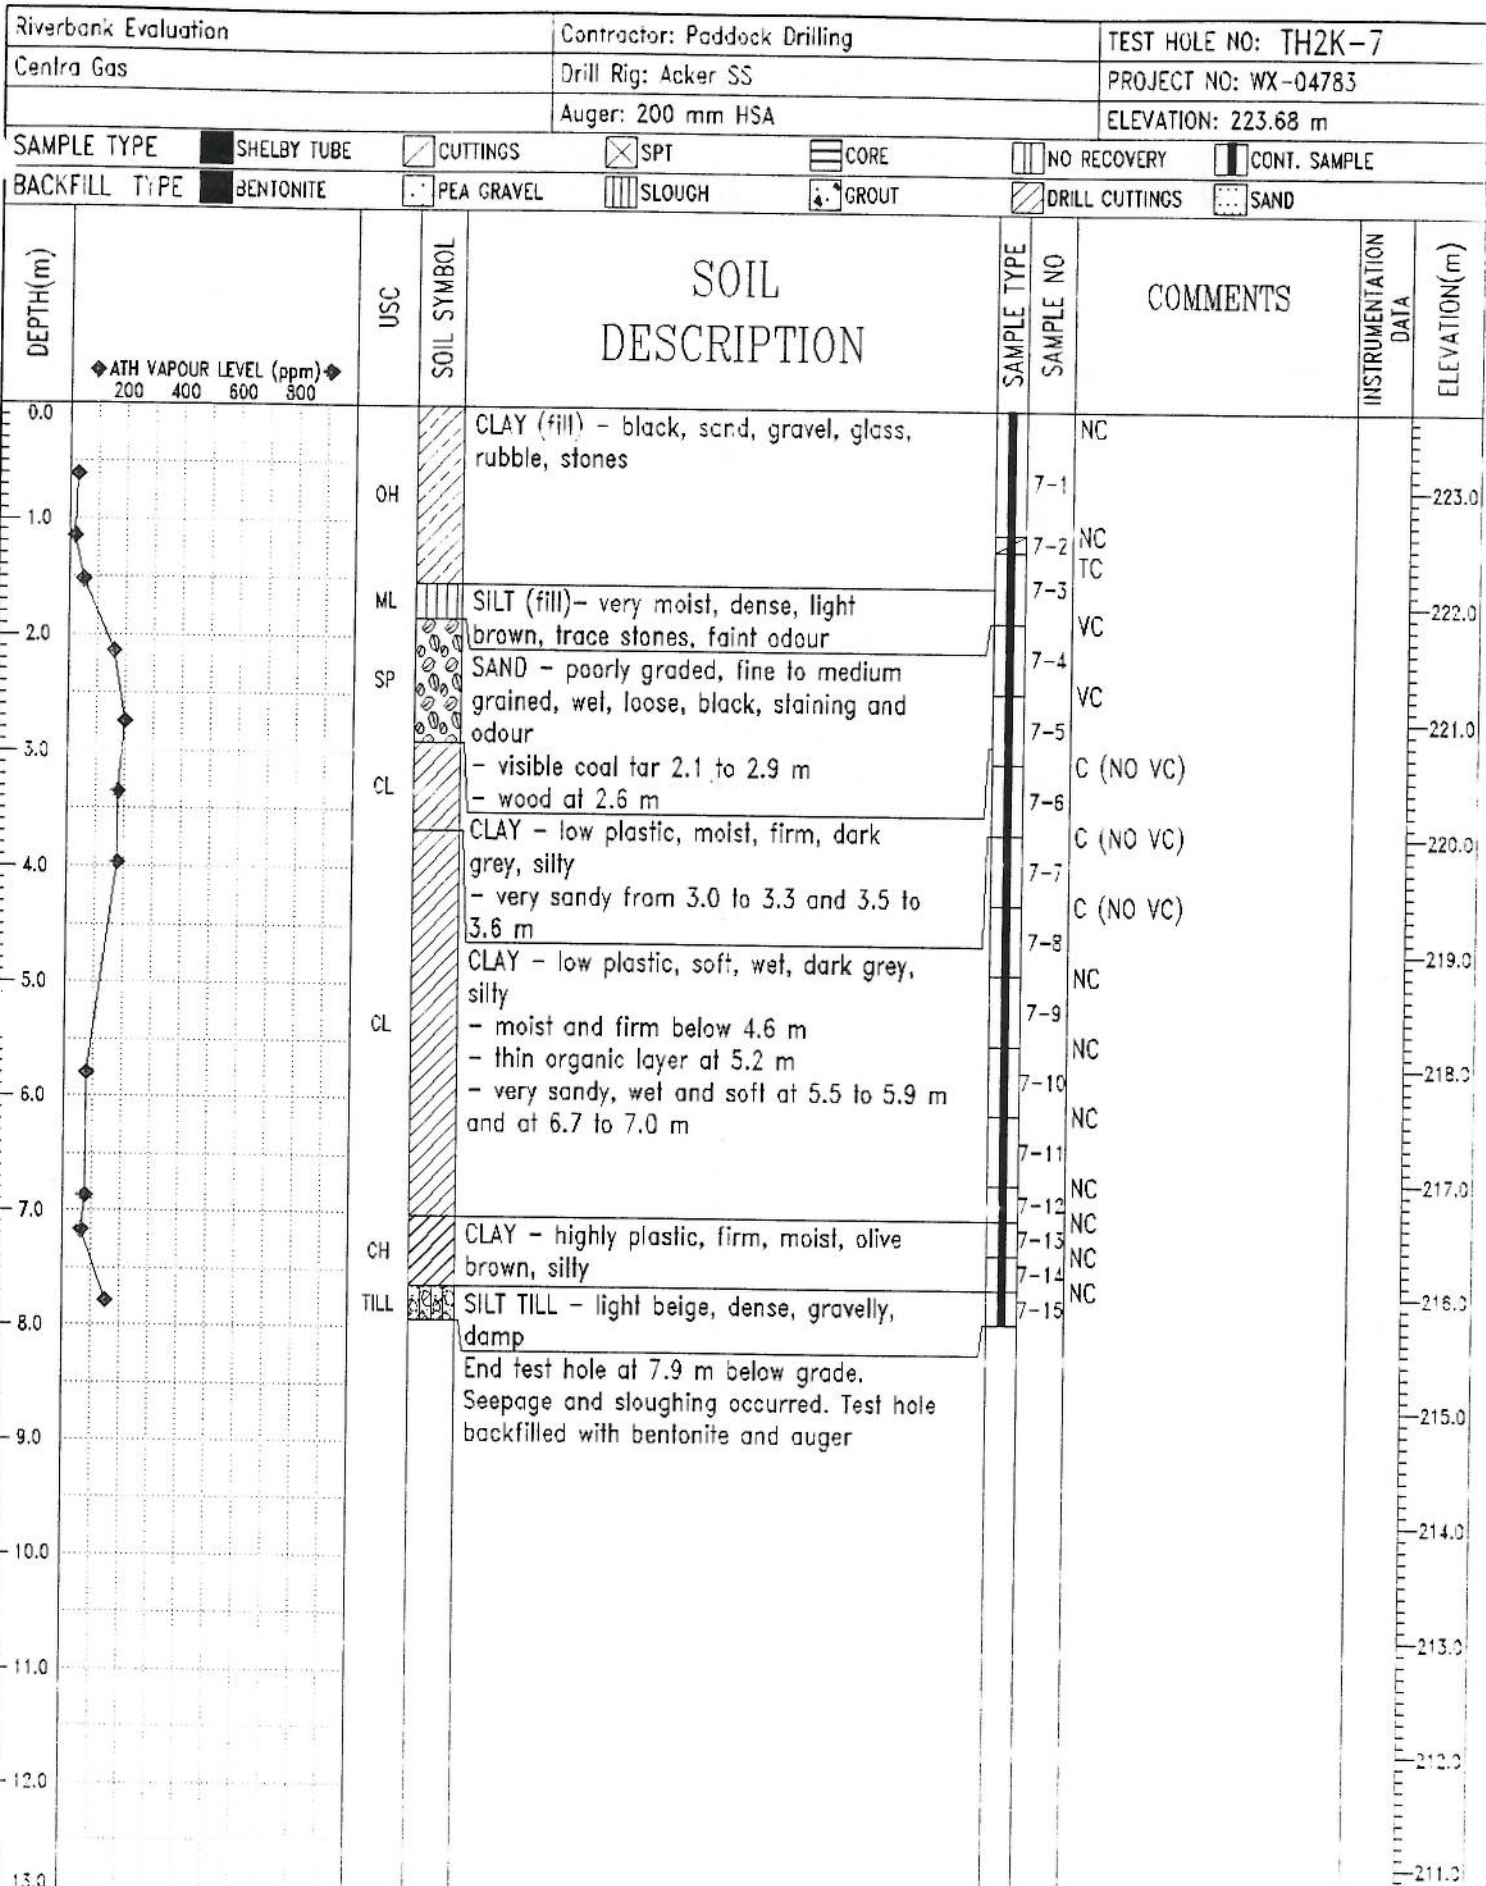 Riverbank Evaluation
Contractor: Paddock Drilling
TEST HOLE NO: TH2K-7
Centra Gas
Drill Rig: Acker SS
PROJECT NO: WX-04783
Auger: 200 mm HSA
ELEVATION: 223.68 m
SAMPLE TYPE SHELBY TUBE CUTTINGS SPT CORE NO RECOVERY CONT. SAMPLE
BACKFILL TYPE BENTONITE PEA GRAVEL SLOUGH GROUT DRILL CUTTINGS SAND
DEPTH(m)
ATH VAPOUR LEVEL (ppm)
200 400 600 800
USC
SOIL SYMBOL
SOIL
DESCRIPTION
SAMPLE TYPE
SAMPLE NO
COMMENTS
INSTRUMENTATION
DATA
ELEVATION(m)
0.0
1.0
2.0
3.0
4.0
5.0
6.0
7.0
8.0
9.0
10.0
11.0
12.0
13.0
OH
ML
SP
CL
CL
CH
TILL
CLAY (fill) - black, sand, gravel, glass,
rubble, stones
SILT (fill)- very moist, dense, light
brown, trace stones, faint odour
SAND - poorly graded, fine to medium
grained, wet, loose, black, staining and
odour
- visible coal tar 2.1 to 2.9 m
- wood at 2.6 m
CLAY - low plastic, moist, firm, dark
grey, silty
- very sandy from 3.0 to 3.3 and 3.5 to
3.6 m
CLAY - low plastic, soft, wet, dark grey,
silty
- moist and firm below 4.6 m
- thin organic layer at 5.2 m
- very sandy, wet and soft at 5.5 to 5.9 m
and at 6.7 to 7.0 m
CLAY - highly plastic, firm, moist, olive
brown, silty
SILT TILL - light beige, dense, gravelly,
damp
End test hole at 7.9 m below grade.
Seepage and sloughing occurred. Test hole
backfilled with bentonite and auger
7-1
7-2
7-3
7-4
7-5
7-6
7-7
7-8
7-9
7-10
7-11
7-12
7-13
7-14
7-15
NC
NC
TC
VC
VC
C (NO VC)
C (NO VC)
C (NO VC)
NC
NC
NC
NC
NC
NC
NC
223.0
222.0
221.0
220.0
219.0
218.0
217.0
216.0
215.0
214.0
213.0
212.0
211.0